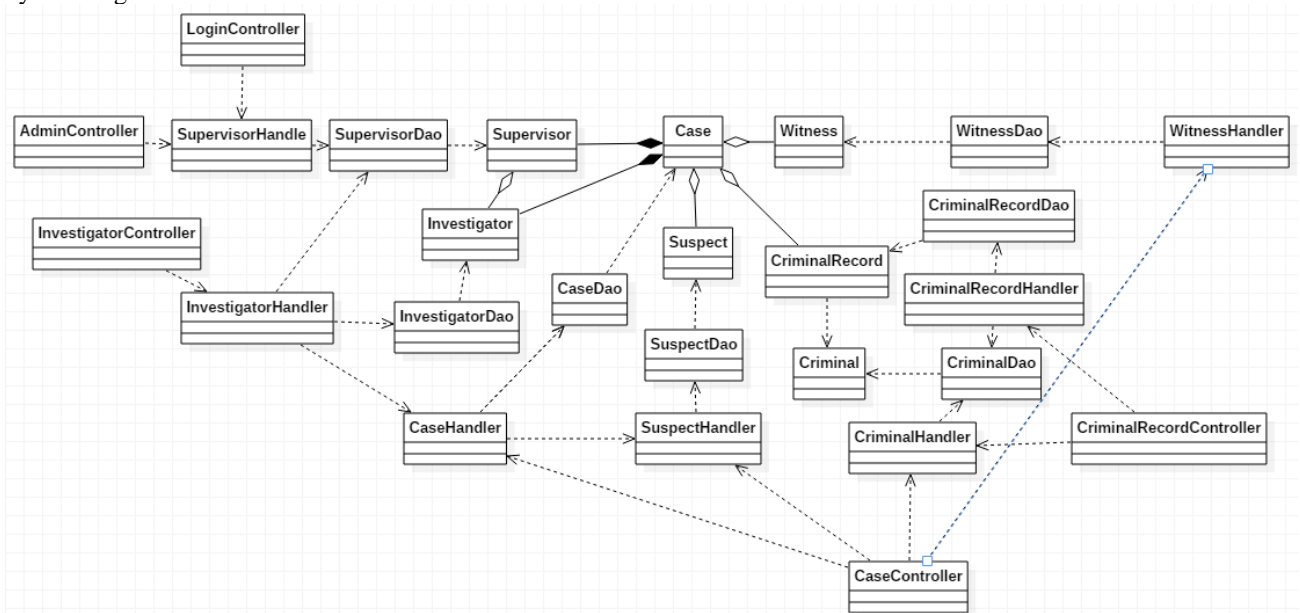 LoginController
AdminController
SupervisorHandle
SupervisorDao
Supervisor
Case
Witness
WitnessDao
WitnessHandler
InvestigatorController
Investigator
Suspect
CriminalRecord
CriminalRecordDao
InvestigatorHandler
InvestigatorDao
CaseDao
CriminalRecordHandler
SuspectDao
Criminal
CriminalDao
CaseHandler
SuspectHandler
CriminalHandler
CriminalRecordController
CaseController